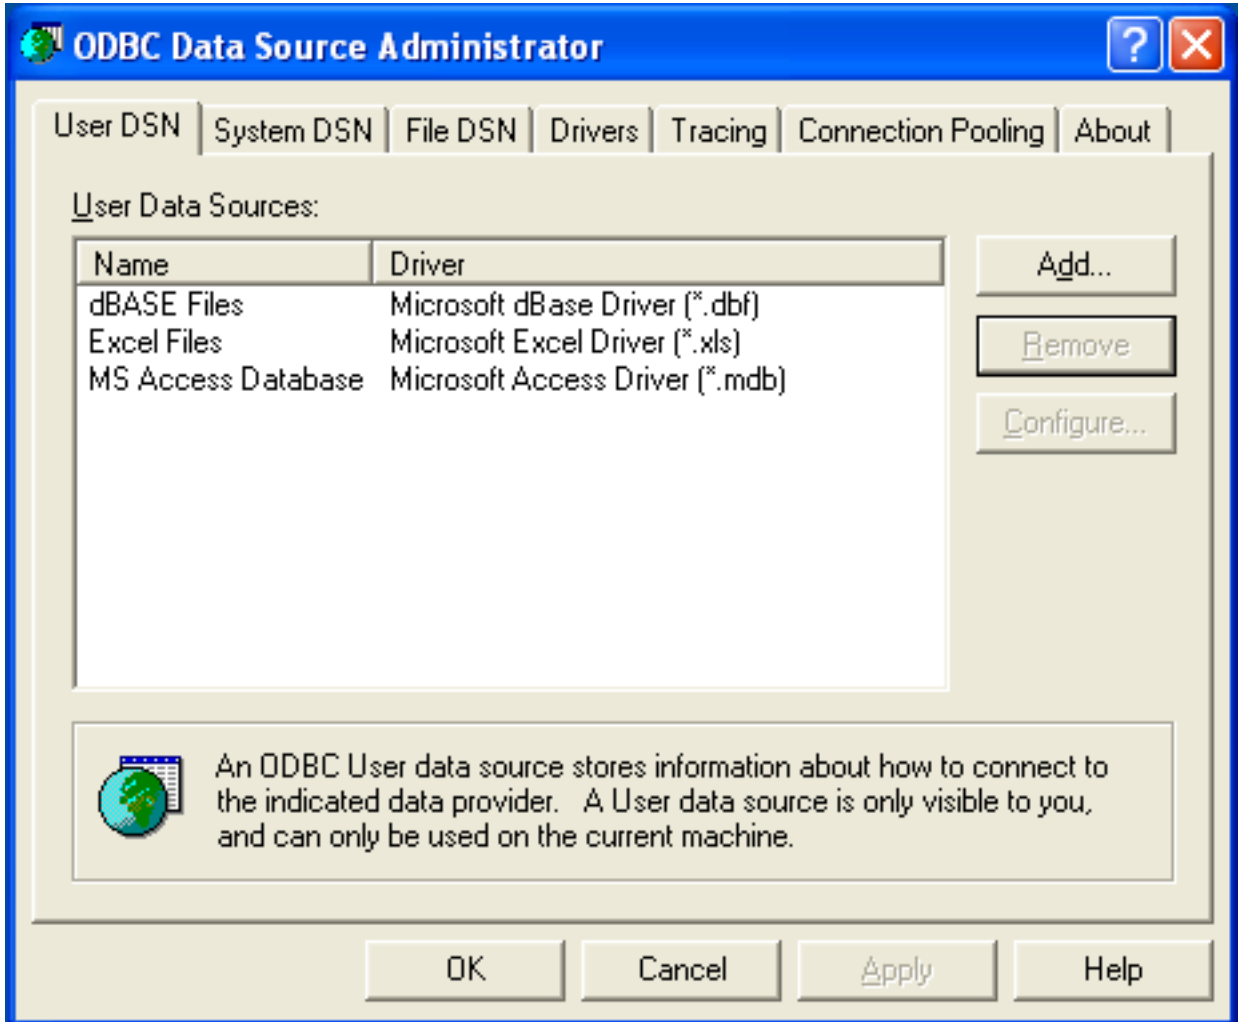 ODBC Data Source Administrator
?
User DSN System DSN File DSN Drivers Tracing Connection Pooling About
User Data Sources:
Name Driver
dBASE Files Microsoft dBase Driver (*.dbf)
Excel Files Microsoft Excel Driver (*.xls)
MS Access Database Microsoft Access Driver (*.mdb)
Add...
Remove
Configure...
An ODBC User data source stores information about how to connect to
the indicated data provider. A User data source is only visible to you,
and can only be used on the current machine.
OK Cancel Apply Help